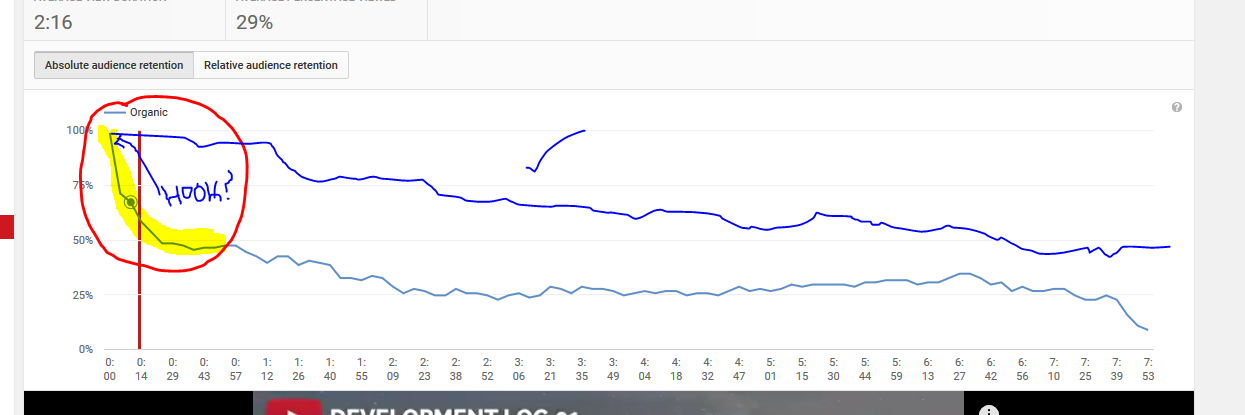 2:16
29%
Absolute audience retention
Relative audience retention
Organic
100%
HOOK!
75%
50%
25%
0%
0:00 0:14 0:29 0:43 0:57 1:12 1:26 1:40 1:55 2:09 2:23 2:38 2:52 3:06 3:21 3:35 3:49 4:04 4:18 4:32 4:47 5:01 5:15 5:30 5:44 5:59 6:13 6:27 6:42 6:56 7:10 7:25 7:39 7:53